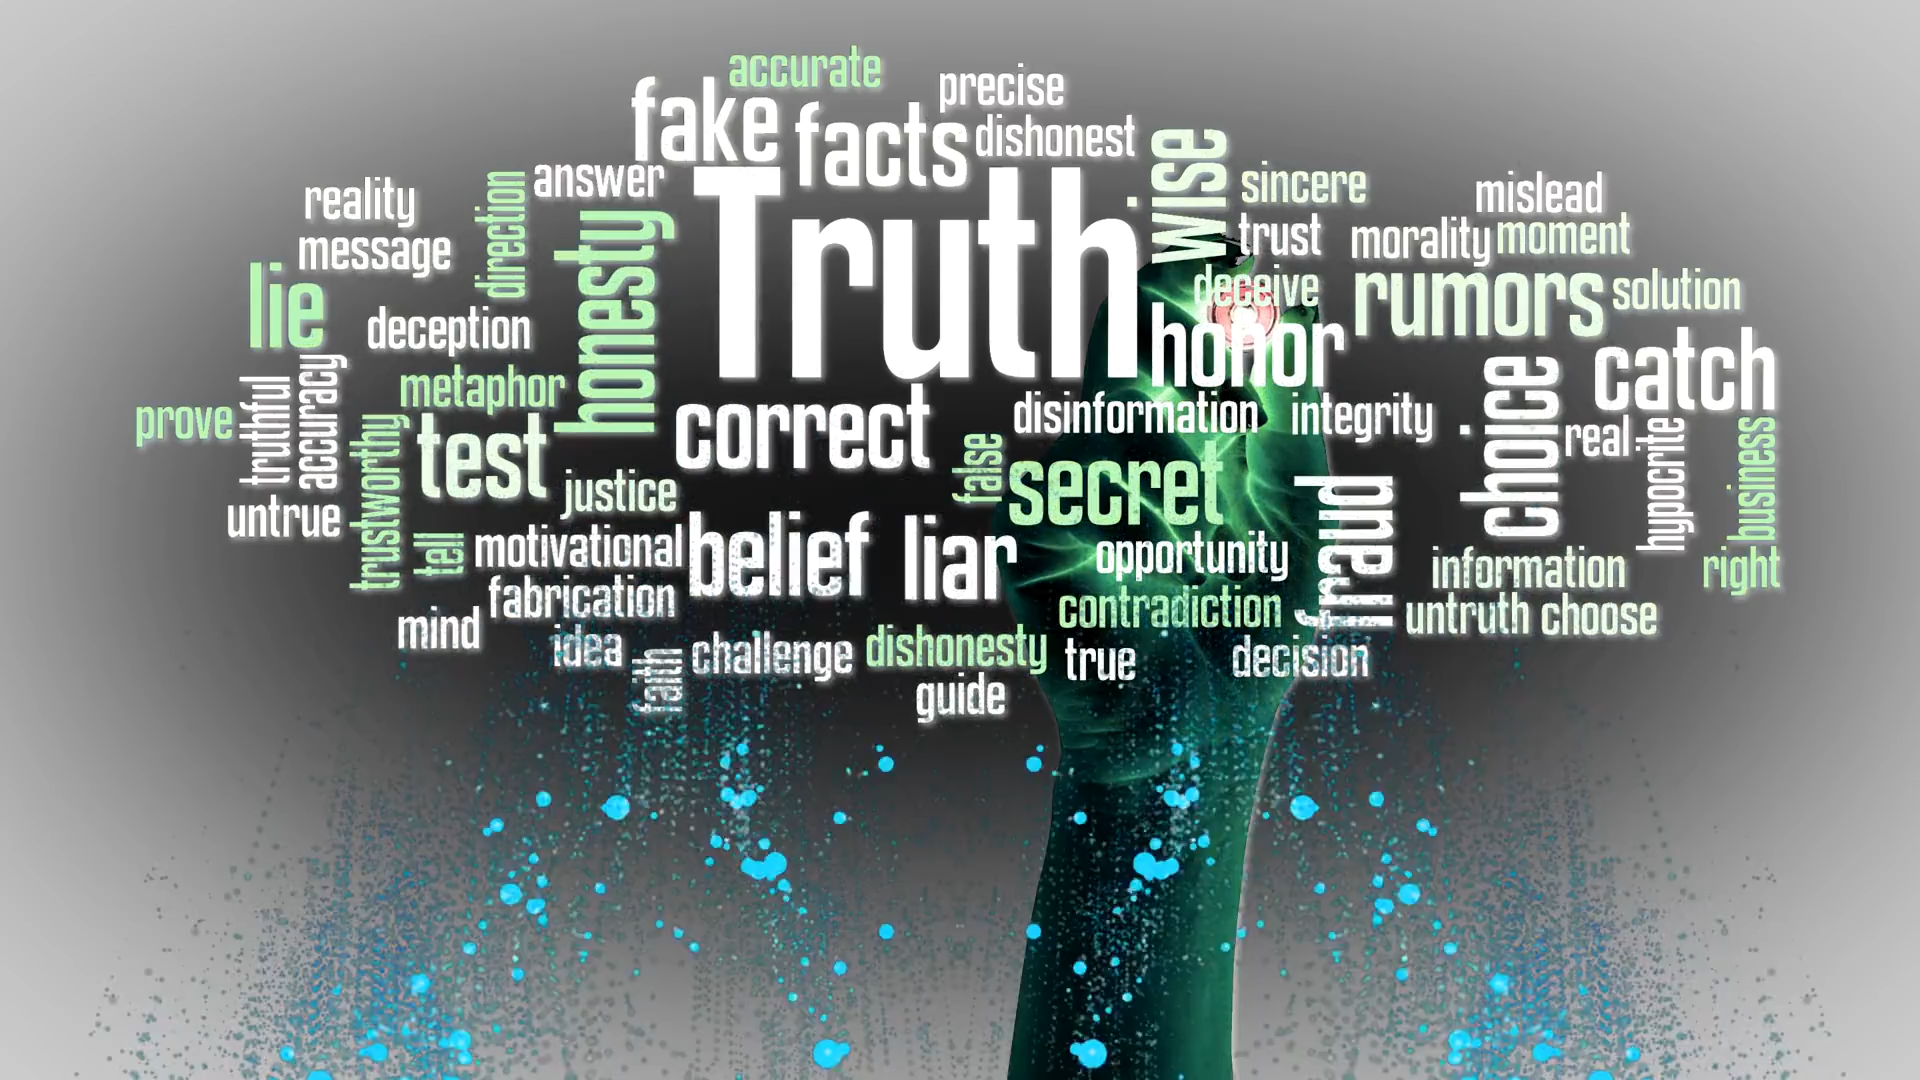 accurate
precise
fake
facts
dishonest
wise
answer
sincere
mislead
reality
direction
Truth
trust
morality
moment
message
honesty
deceive
rumors
solution
lie
deception
honor
catch
metaphor
truthful
accuracy
prove
correct
disinformation
integrity
choice
real
hypocrite
business
trustworthy
test
false
secret
justice
fraud
untrue
tell
motivational
belief
liar
opportunity
information
right
fabrication
contradiction
untruth
choose
mind
idea
faith
challenge
dishonesty
true
decision
guide